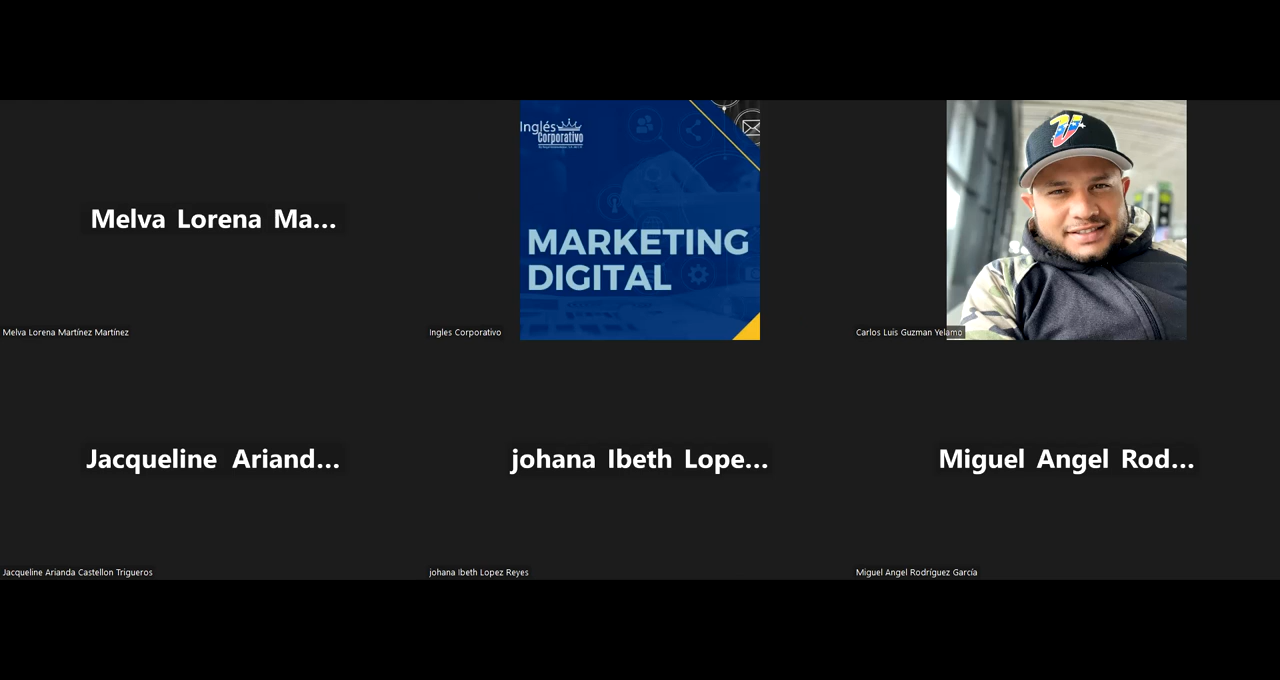 Melva Lorena Ma...
Melva Lorena Martínez Martínez
Inglés
Corporativo
MARKETING
DIGITAL
Ingles Corporativo
Carlos Luis Guzman Yelamo
Jacqueline Ariand...
Jacqueline Arianda Castellon Trigueros
johana Ibeth Lope...
johana Ibeth Lopez Reyes
Miguel Angel Rod...
Miguel Angel Rodríguez García